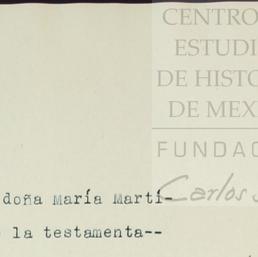 CENTRO
ESTUDI
DE HISTO
DE MEX
FUNDAC
Carlos
doña María Martí-
la testamenta--